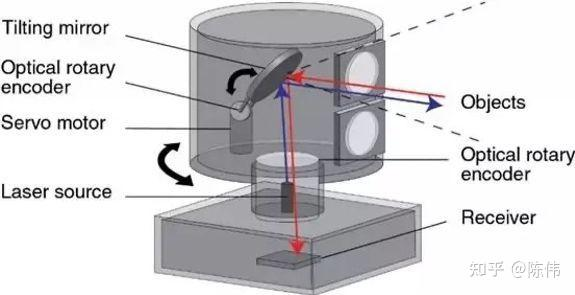 Tilting mirror
Optical rotary
encoder
Servo motor
Laser source
Objects
Optical rotary
encoder
Receiver
知乎 @陈伟